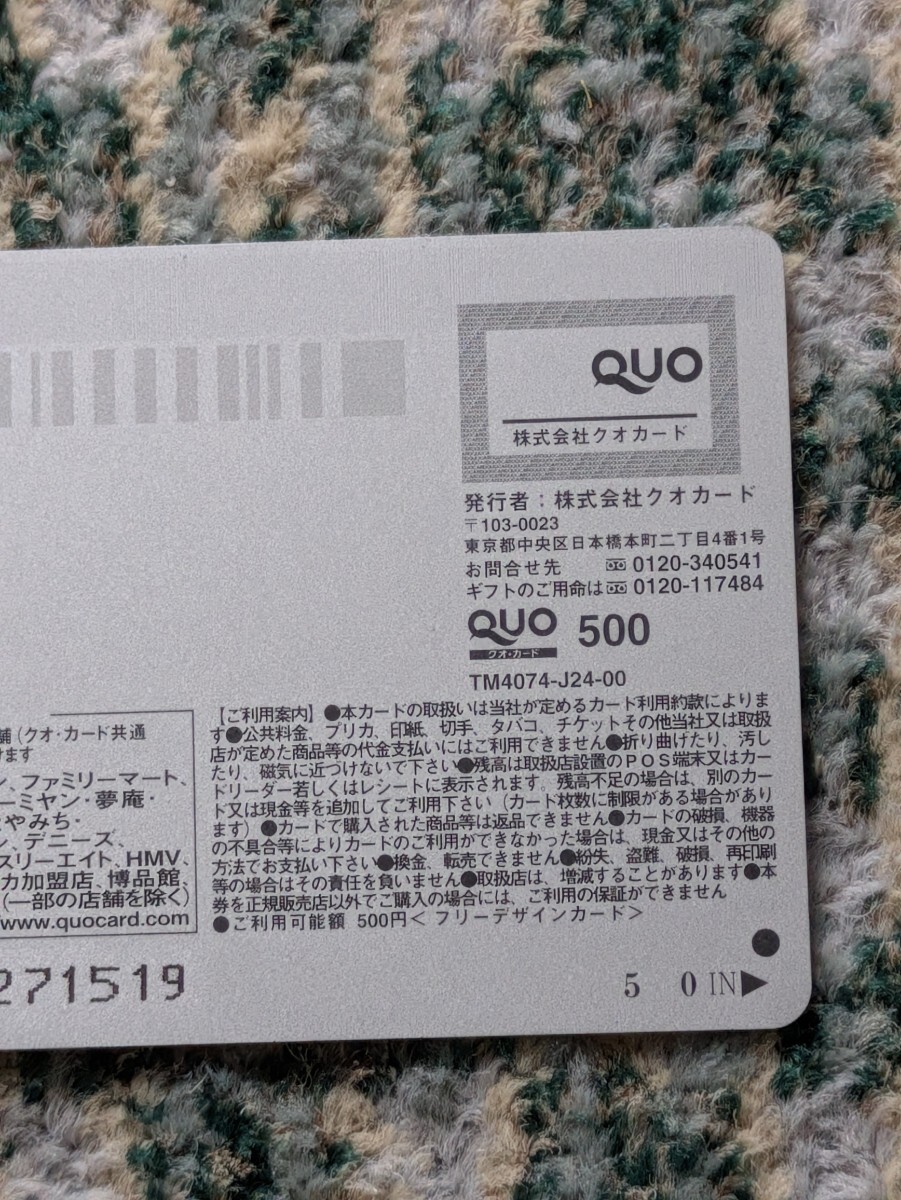 QUO
株式会社クオカード
発行者：株式会社クオカード
〒103-0023
東京都中央区日本橋本町二丁目4番1号
お問合せ先 0120-340541
ギフトのご用命は 0120-117484
QUO 500
クオ・カード
TM4074-J24-00
【ご利用案内】●本カードの取扱いは当社が定めるカード利用約款によりま
す●公共料金、プリカ、印紙、切手、タバコ、チケットその他当社又は取扱
店が定めた商品等の代金支払いにはご利用できません●折り曲げたり、汚し
たり、磁気に近づけないで下さい●残高は取扱店設置のPOS端末又はカー
ドリーダー若しくはレシートに表示されます。残高不足の場合は、別のカー
ド又は現金等を追加してご利用下さい（カード枚数に制限がある場合があり
ます）●カードで購入された商品等は返品できません●カードの破損、機器
の不具合等によりカードのご利用ができなかった場合は、現金又はその他の
方法でお支払い下さい●換金、転売できません●紛失、盗難、破損、再印刷
等の場合はその責任を負いません●取扱店は、増減することがあります●本
券を正規販売店以外でご購入の場合には、ご利用の保証ができません
●ご利用可能額 500円＜フリーデザインカード＞
舗（クオ・カード共通
けます
ン、ファミリーマート、
ーミヤン・夢庵・
とやみち・
ン、デニーズ、
スリーエイト、HMV、
カ加盟店、博品館、
（一部の店舗を除く）
www.quocard.com
271519
5 0 IN▶